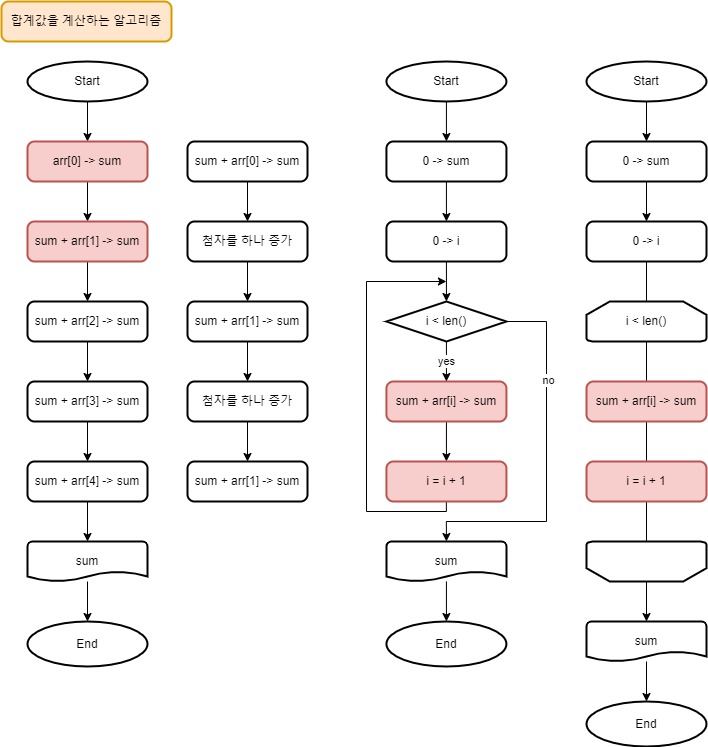 합계값을 계산하는 알고리즘
Start
arr[0] -> sum
sum + arr[1] -> sum
sum + arr[2] -> sum
sum + arr[3] -> sum
sum + arr[4] -> sum
sum
End
sum + arr[0] -> sum
첨자를 하나 증가
sum + arr[1] -> sum
첨자를 하나 증가
sum + arr[1] -> sum
Start
0 -> sum
0 -> i
i < len()
yes
no
sum + arr[i] -> sum
i = i + 1
sum
End
Start
0 -> sum
0 -> i
i < len()
sum + arr[i] -> sum
i = i + 1
sum
End